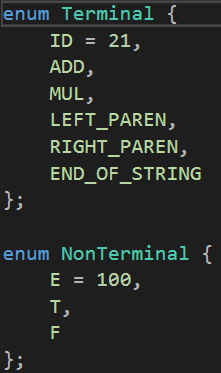 enum Terminal {
    ID = 21,
    ADD,
    MUL,
    LEFT_PAREN,
    RIGHT_PAREN,
    END_OF_STRING
};

enum NonTerminal {
    E = 100,
    T,
    F
};